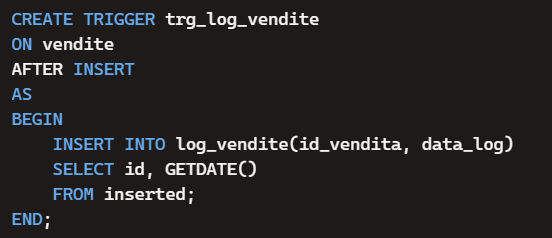 CREATE TRIGGER trg_log_vendite
ON vendite
AFTER INSERT
AS
BEGIN
    INSERT INTO log_vendite(id_vendita, data_log)
    SELECT id, GETDATE()
    FROM inserted;
END;